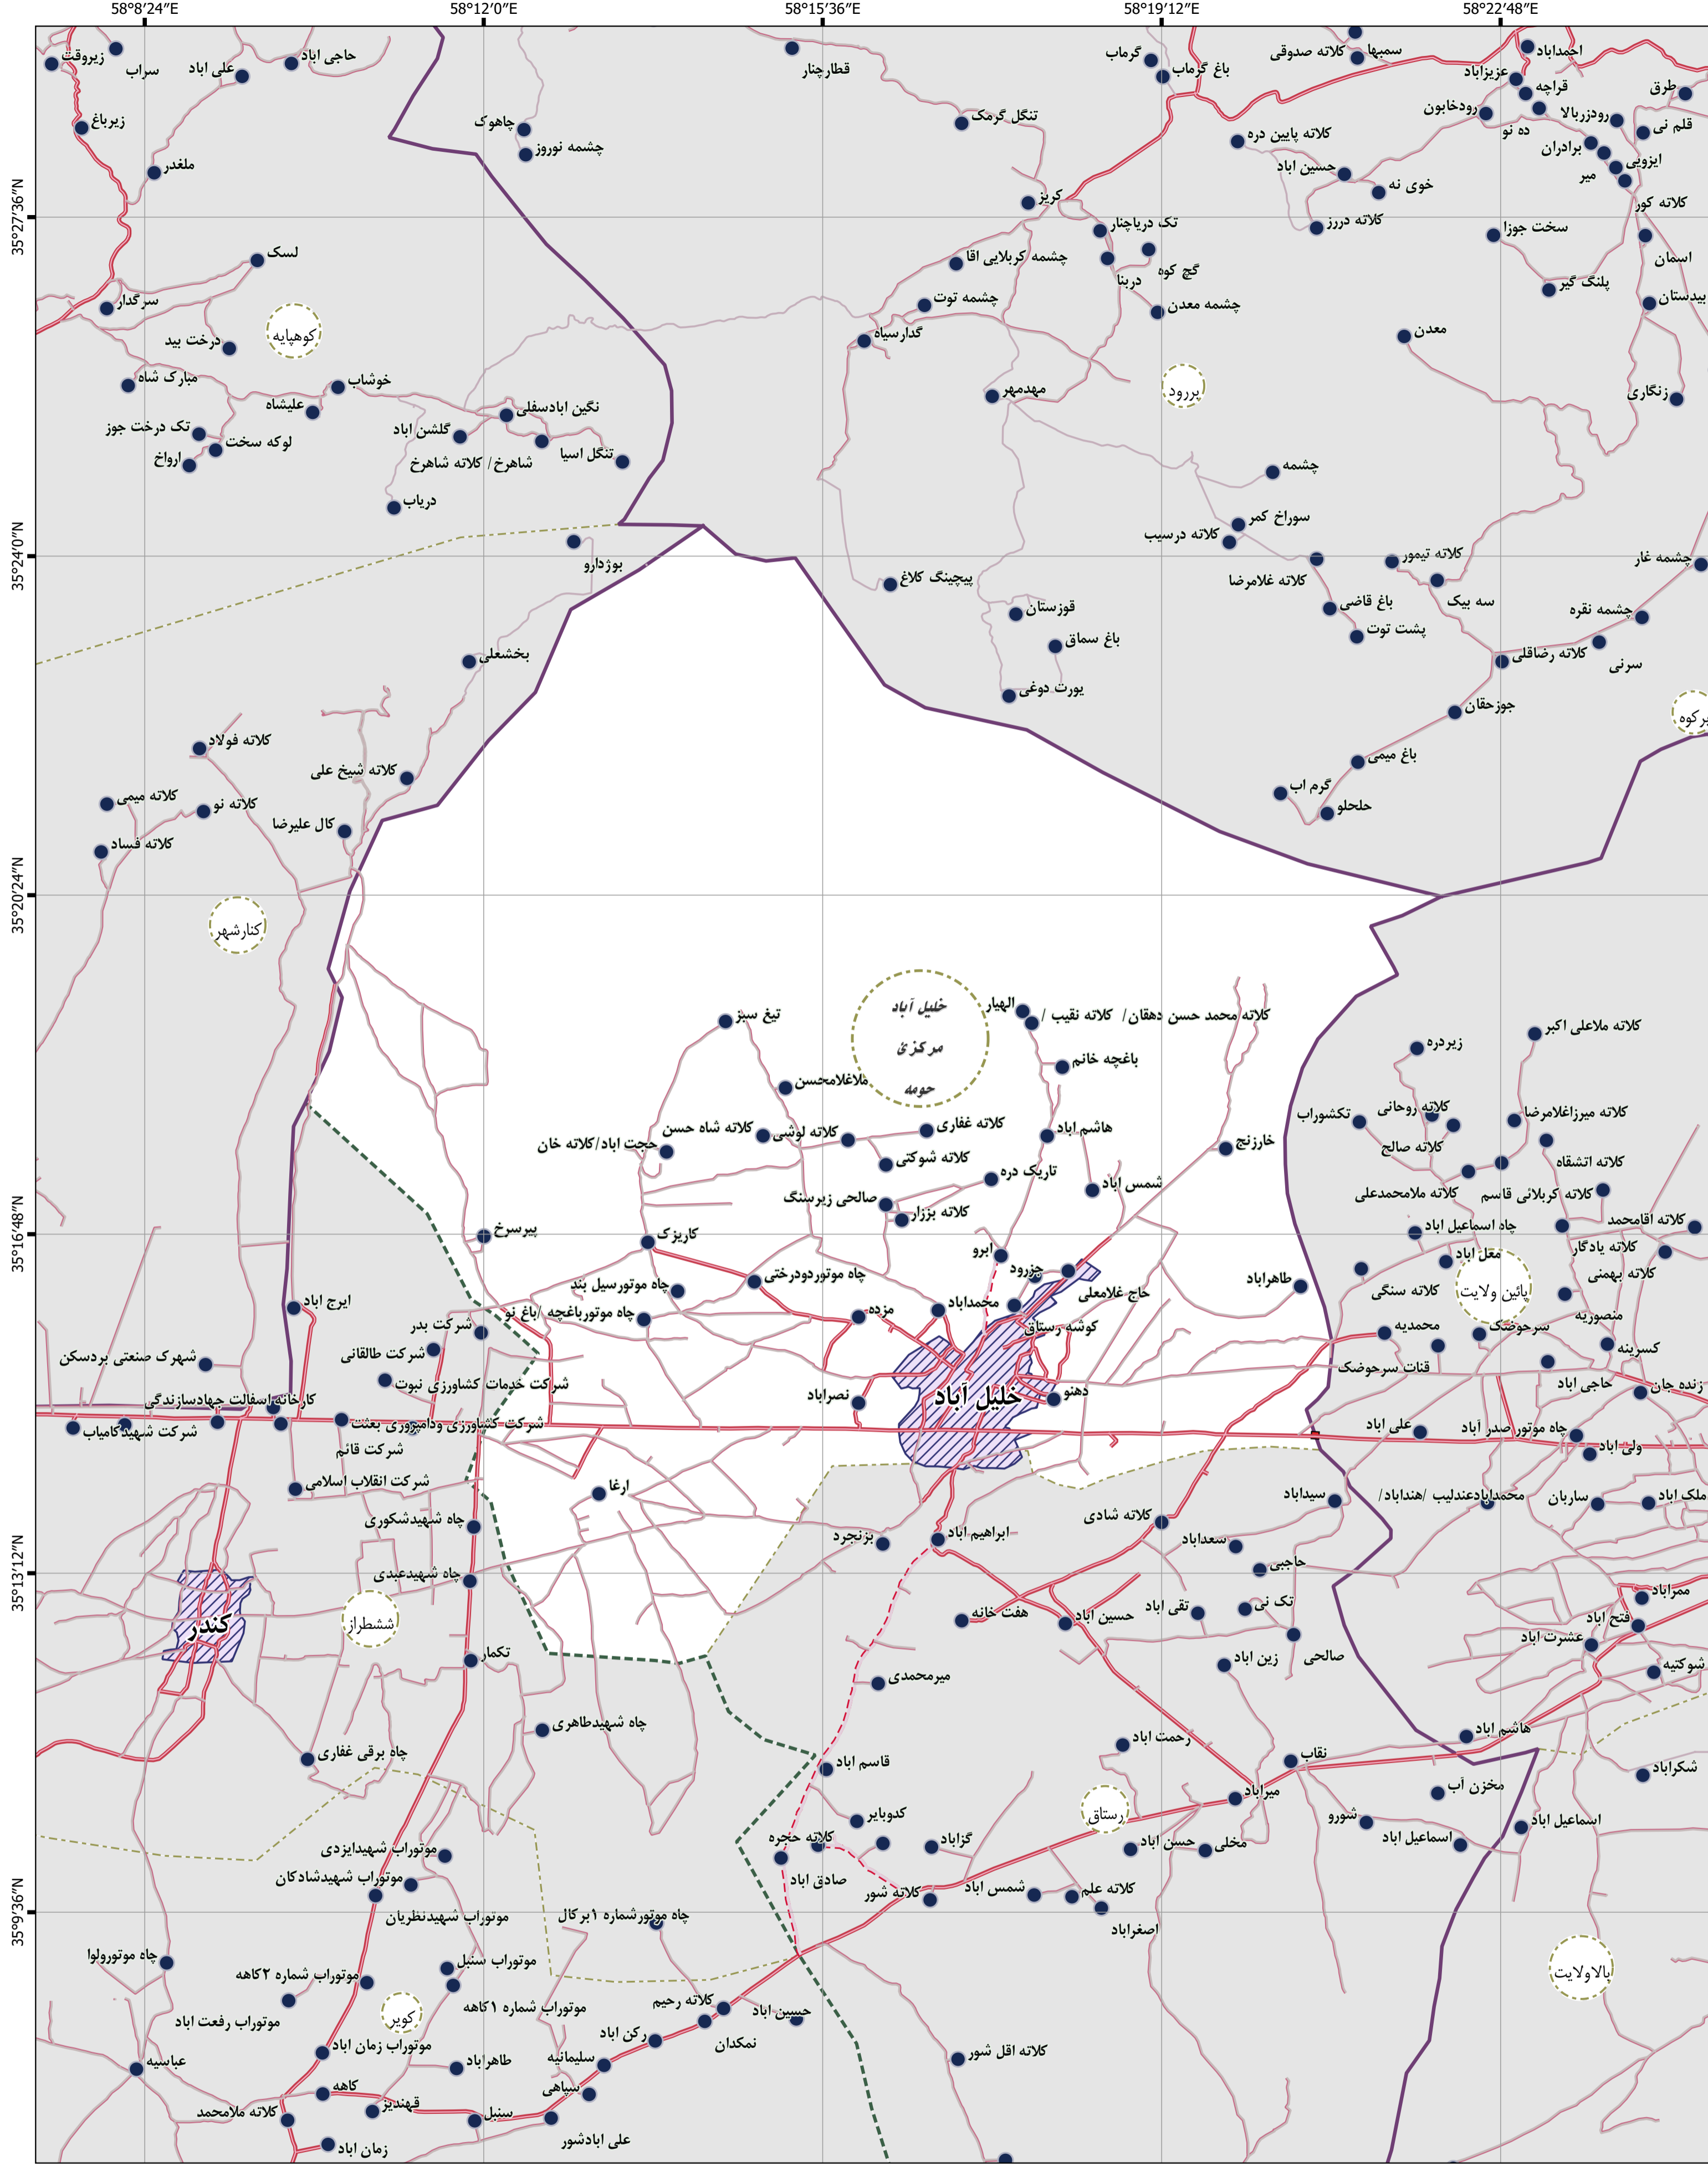 58°8′24″E 58°12′0″E 58°15′36″E 58°19′12″E 58°22′48″E
35°27′36″N
35°24′0″N
35°20′24″N
35°16′48″N
35°13′12″N
35°9′36″N
زیروقت
سراب
علی اباد
حاجی اباد
قطارچنار
گرماب
باغ گرماب
کلاته صدوقی
سمبها
احمداباد
عزیزاباد
قراچه
طرق
زیرباغ
چاهوک
چشمه نوروز
تنگل گرمک
کلاته پایین دره
رودخابون
ده نو
رودزربالا
قلم نی
برادران
ایزویی
میر
ملغدر
حسین اباد
خوی نه
کلاته کور
کریز
تک دریاچنار
کلاته دررز
سخت جوزا
اسمان
لسک
چشمه کربلایی اقا
گچ کوه
دربنا
پلنگ گیر
بیدستان
سرگدار
کوهپایه
چشمه توت
چشمه معدن
درخت بید
گدارسیاه
معدن
مبارک شاه
خوشاب
مهدمهر
بررود
زنگاری
علیشاه
نگین ابادسفلی
تک درخت جوز
لوکه سخت
گلشن اباد
ارواخ
شاهرخ/ کلاته شاهرخ
تنگل اسیا
چشمه
دریاب
سوراخ کمر
کلاته درسیب
بوژدارو
پیچینگ کلاغ
کلاته غلامرضا
کلاته تیمور
چشمه غار
سه بیک
قوزستان
باغ قاضی
چشمه نقره
باغ سماق
پشت توت
بخشعلی
کلاته رضاقلی
سرنی
یورت دوغی
جوزحقان
برکوه
کلاته فولاد
باغ میمی
کلاته شیخ علی
گرم اب
حلحلو
کلاته میمی
کلاته نو
کال علیرضا
کلاته فساد
کنارشهر
خلیل آباد
مرکزی
حومه
تیغ سبز
الهیار
کلاته محمد حسن دهقان/ کلاته نقیب /
کلاته ملاعلی اکبر
باغچه خانم
زیردره
ملاغلامحسن
حجت اباد/کلاته خان
کلاته شاه حسن
کلاته لوشی
کلاته غفاری
هاشم اباد
خارزنج
تکشوراب
کلاته روحانی
کلاته میرزاغلامرضا
کلاته صالح
کلاته شوکتی
کلاته اتشقاه
تاریک دره
شمس اباد
صالحی زیرسنگ
کلاته بززار
کلاته ملامحمدعلی
کلاته کربلائی قاسم
پیرسرخ
کاریزک
چاه اسماعیل اباد
کلاته اقامحمد
ابرو
جزرود
مغل اباد
کلاته یادگار
چاه موتورسیل بند
چاه موتوردودرختی
حاج غلامعلی
طاهراباد
کلاته سنگی
پائین ولایت
کلاته بهمنی
ایرج اباد
چاه موتورباغچه /باغ نو
مزده
محمداباد
کوشه رستاق
منصوریه
شرکت بدر
محمدیه
سرحوضک
شهرک صنعتی بردسکن
شرکت طالقانی
قنات سرحوضک
کسرینه
شرکت خدمات کشاورزی نبوت
نصراباد
خلیل آباد
دهنو
حاجی اباد
زنده جان
کارخانه اسفالت جهادسازندگی
شرکت شهیدکامیاب
شرکت کشاورزی ودامپروری بعثت
علی اباد
چاه موتور صدر آباد
شرکت قائم
ولی اباد
شرکت انقلاب اسلامی
ارغا
سیداباد
محمدابادعندلیب /هنداباد/
ساربان
ملک اباد
چاه شهیدشکوری
بزنجرد
ابراهیم اباد
کلاته شادی
سعداباد
حاجبی
چاه شهیدعبدی
کندر
ششطراز
هفت خانه
حسین اباد
تقی اباد
تک نی
ممراباد
فتح اباد
عشرت اباد
تکمار
میرمحمدی
زین اباد
صالحی
شوکتیه
چاه شهیدطاهری
رحمت اباد
هاشم اباد
چاه برقی غفاری
قاسم اباد
نقاب
شکراباد
میراباد
مخزن آب
کدوبایر
رستاق
شورو
اسماعیل اباد
موتوراب شهیدایزدی
کلاته حجره
گزاباد
حسن اباد
مخلی
اسماعیل اباد
موتوراب شهیدشادکان
صادق اباد
کلاته شور
شمس اباد
کلاته علم
موتوراب شهیدنظریان
چاه موتورشماره ۱برکال
اصغراباد
چاه موتورولوا
موتوراب سنبل
موتوراب شماره ۲کاهه
بالاولایت
موتوراب رفعت اباد
کویر
موتوراب شماره ۱کاهه
کلاته رحیم
حسین اباد
رکن اباد
نمکدان
موتوراب زمان اباد
عباسیه
طاهراباد
سلیمانیه
کلاته اقل شور
کاهه
سپاهی
کلاته ملامحمد
قهندیز
سنبل
زمان اباد
علی ابادشور